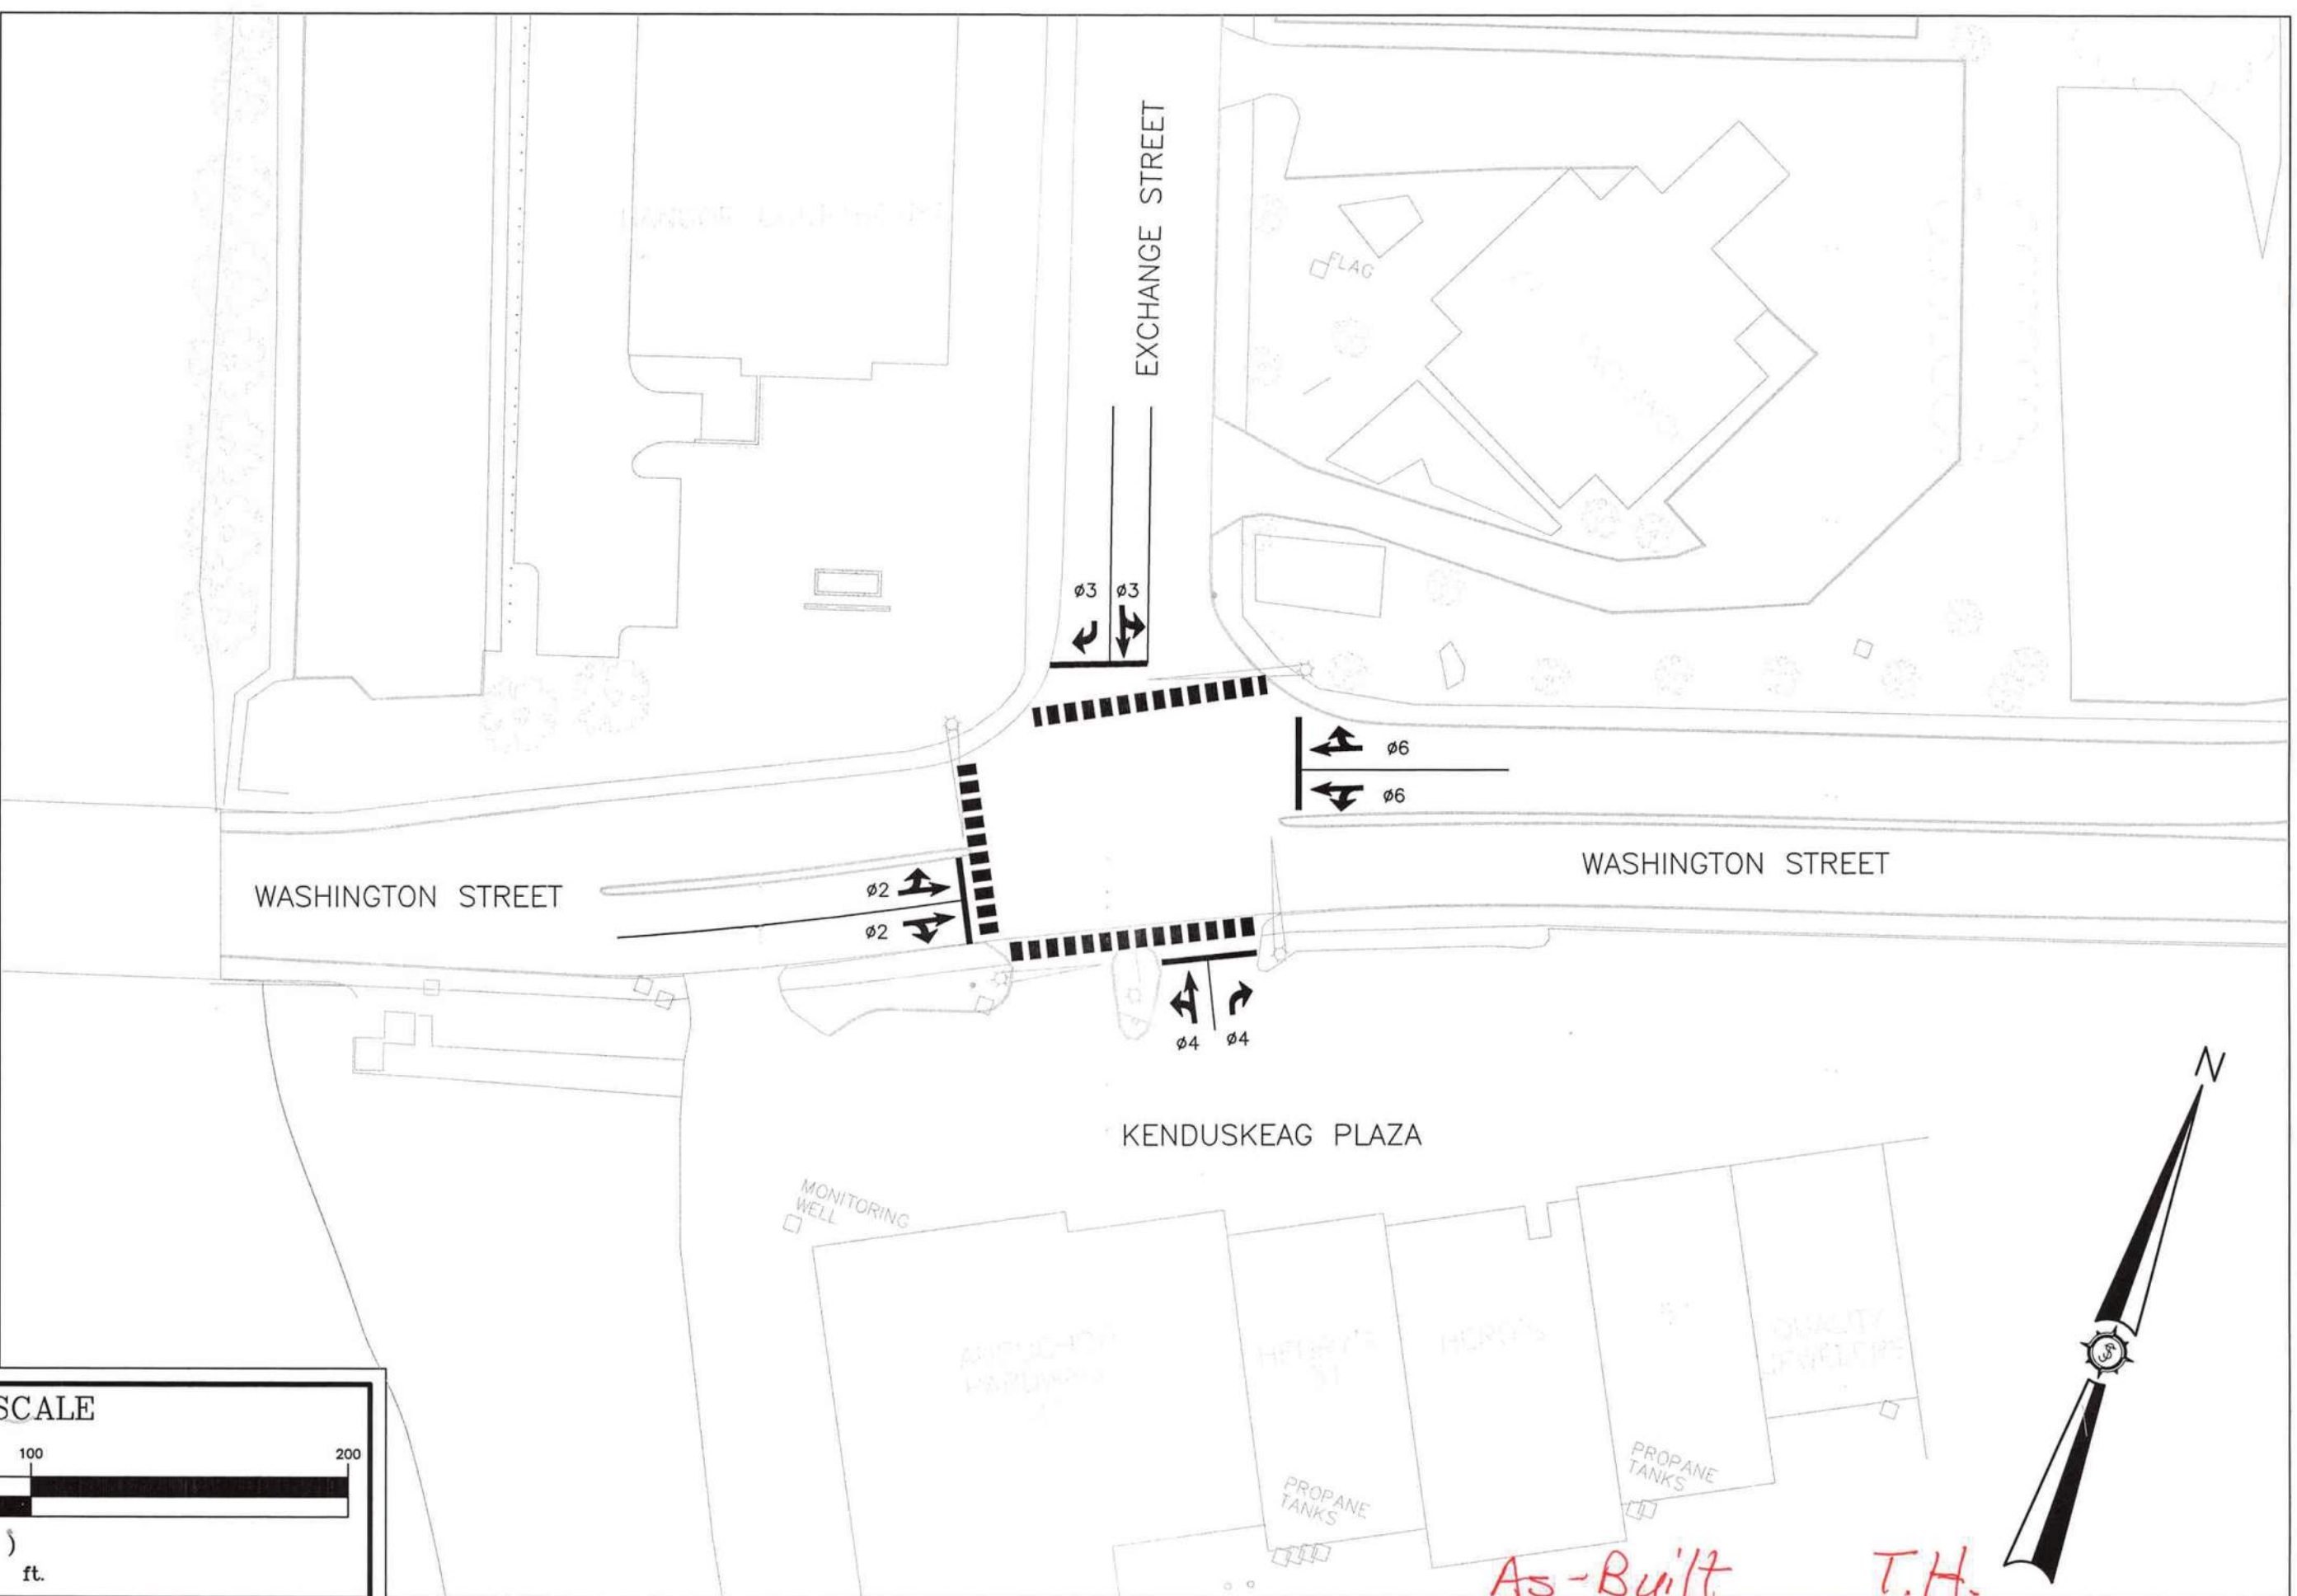 EXCHANGE STREET
FLAG
ø3 ø3
ø6
ø6
WASHINGTON STREET
WASHINGTON STREET
ø2
ø2
ø4 ø4
KENDUSKEAG PLAZA
MONITORING
WELL
QUALITY
PROPANE
TANKS
PROPANE
TANKS
N
SCALE
100 200
)
ft.
As-Built T.H.